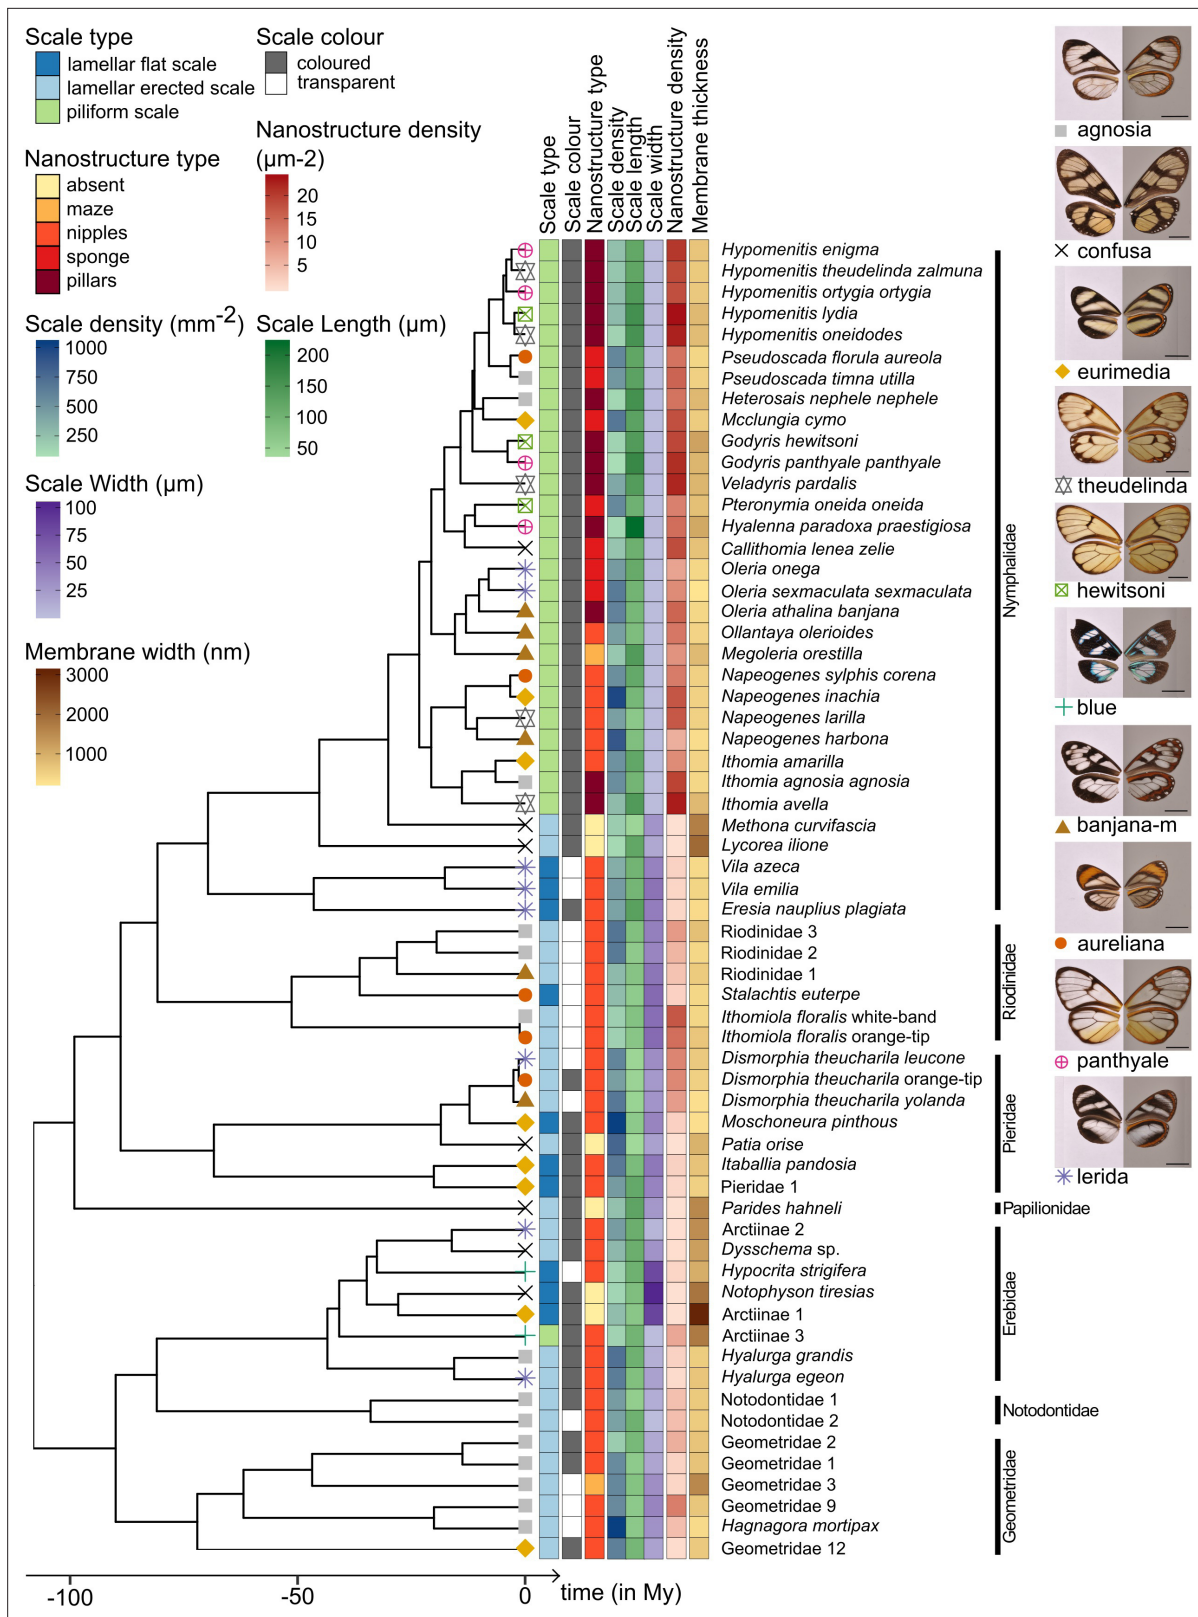 Scale type
lamellar flat scale
lamellar erected scale
piliform scale
Scale colour
coloured
transparent
Nanostructure type
absent
maze
nipples
sponge
pillars
Nanostructure density
(µm-2)
20
15
10
5
Scale density (mm-2)
1000
750
500
250
Scale Length (µm)
200
150
100
50
Scale Width (µm)
100
75
50
25
Membrane width (nm)
3000
2000
1000
Scale type
Scale colour
Nanostructure type
Scale density
Scale length
Scale width
Nanostructure density
Membrane thickness
Hypomenitis enigma
Hypomenitis theudelinda zalmuna
Hypomenitis ortygia ortygia
Hypomenitis lydia
Hypomenitis oneidodes
Pseudoscada florula aureola
Pseudoscada timna utilla
Heterosais nephele nephele
Mcclungia cymo
Godyris hewitsoni
Godyris panthyale panthyale
Veladyris pardalis
Pteronymia oneida oneida
Hyalenna paradoxa praestigiosa
Callithomia lenea zelie
Oleria onega
Oleria sexmaculata sexmaculata
Oleria athalina banjana
Ollantaya olerioides
Megoleria orestilla
Napeogenes sylphis corena
Napeogenes inachia
Napeogenes larilla
Napeogenes harbona
Ithomia amarilla
Ithomia agnosia agnosia
Ithomia avella
Methona curvifascia
Lycorea ilione
Vila azeca
Vila emilia
Eresia nauplius plagiata
Riodinidae 3
Riodinidae 2
Riodinidae 1
Stalachtis euterpe
Ithomiola floralis white-band
Ithomiola floralis orange-tip
Dismorphia theucharila leucone
Dismorphia theucharila orange-tip
Dismorphia theucharila yolanda
Moschoneura pinthous
Patia orise
Itaballia pandosia
Pieridae 1
Parides hahneli
Arctiinae 2
Dysschema sp.
Hypocrita strigifera
Notophyson tiresias
Arctiinae 1
Arctiinae 3
Hyalurga grandis
Hyalurga egeon
Notodontidae 1
Notodontidae 2
Geometridae 2
Geometridae 1
Geometridae 3
Geometridae 9
Hagnagora mortipax
Geometridae 12
Nymphalidae
Riodinidae
Pieridae
Papilionidae
Erebidae
Notodontidae
Geometridae
agnosia
confusa
eurimedia
theudelinda
hewitsoni
blue
banjana-m
aureliana
panthyale
lerida
-100
-50
0
time (in My)